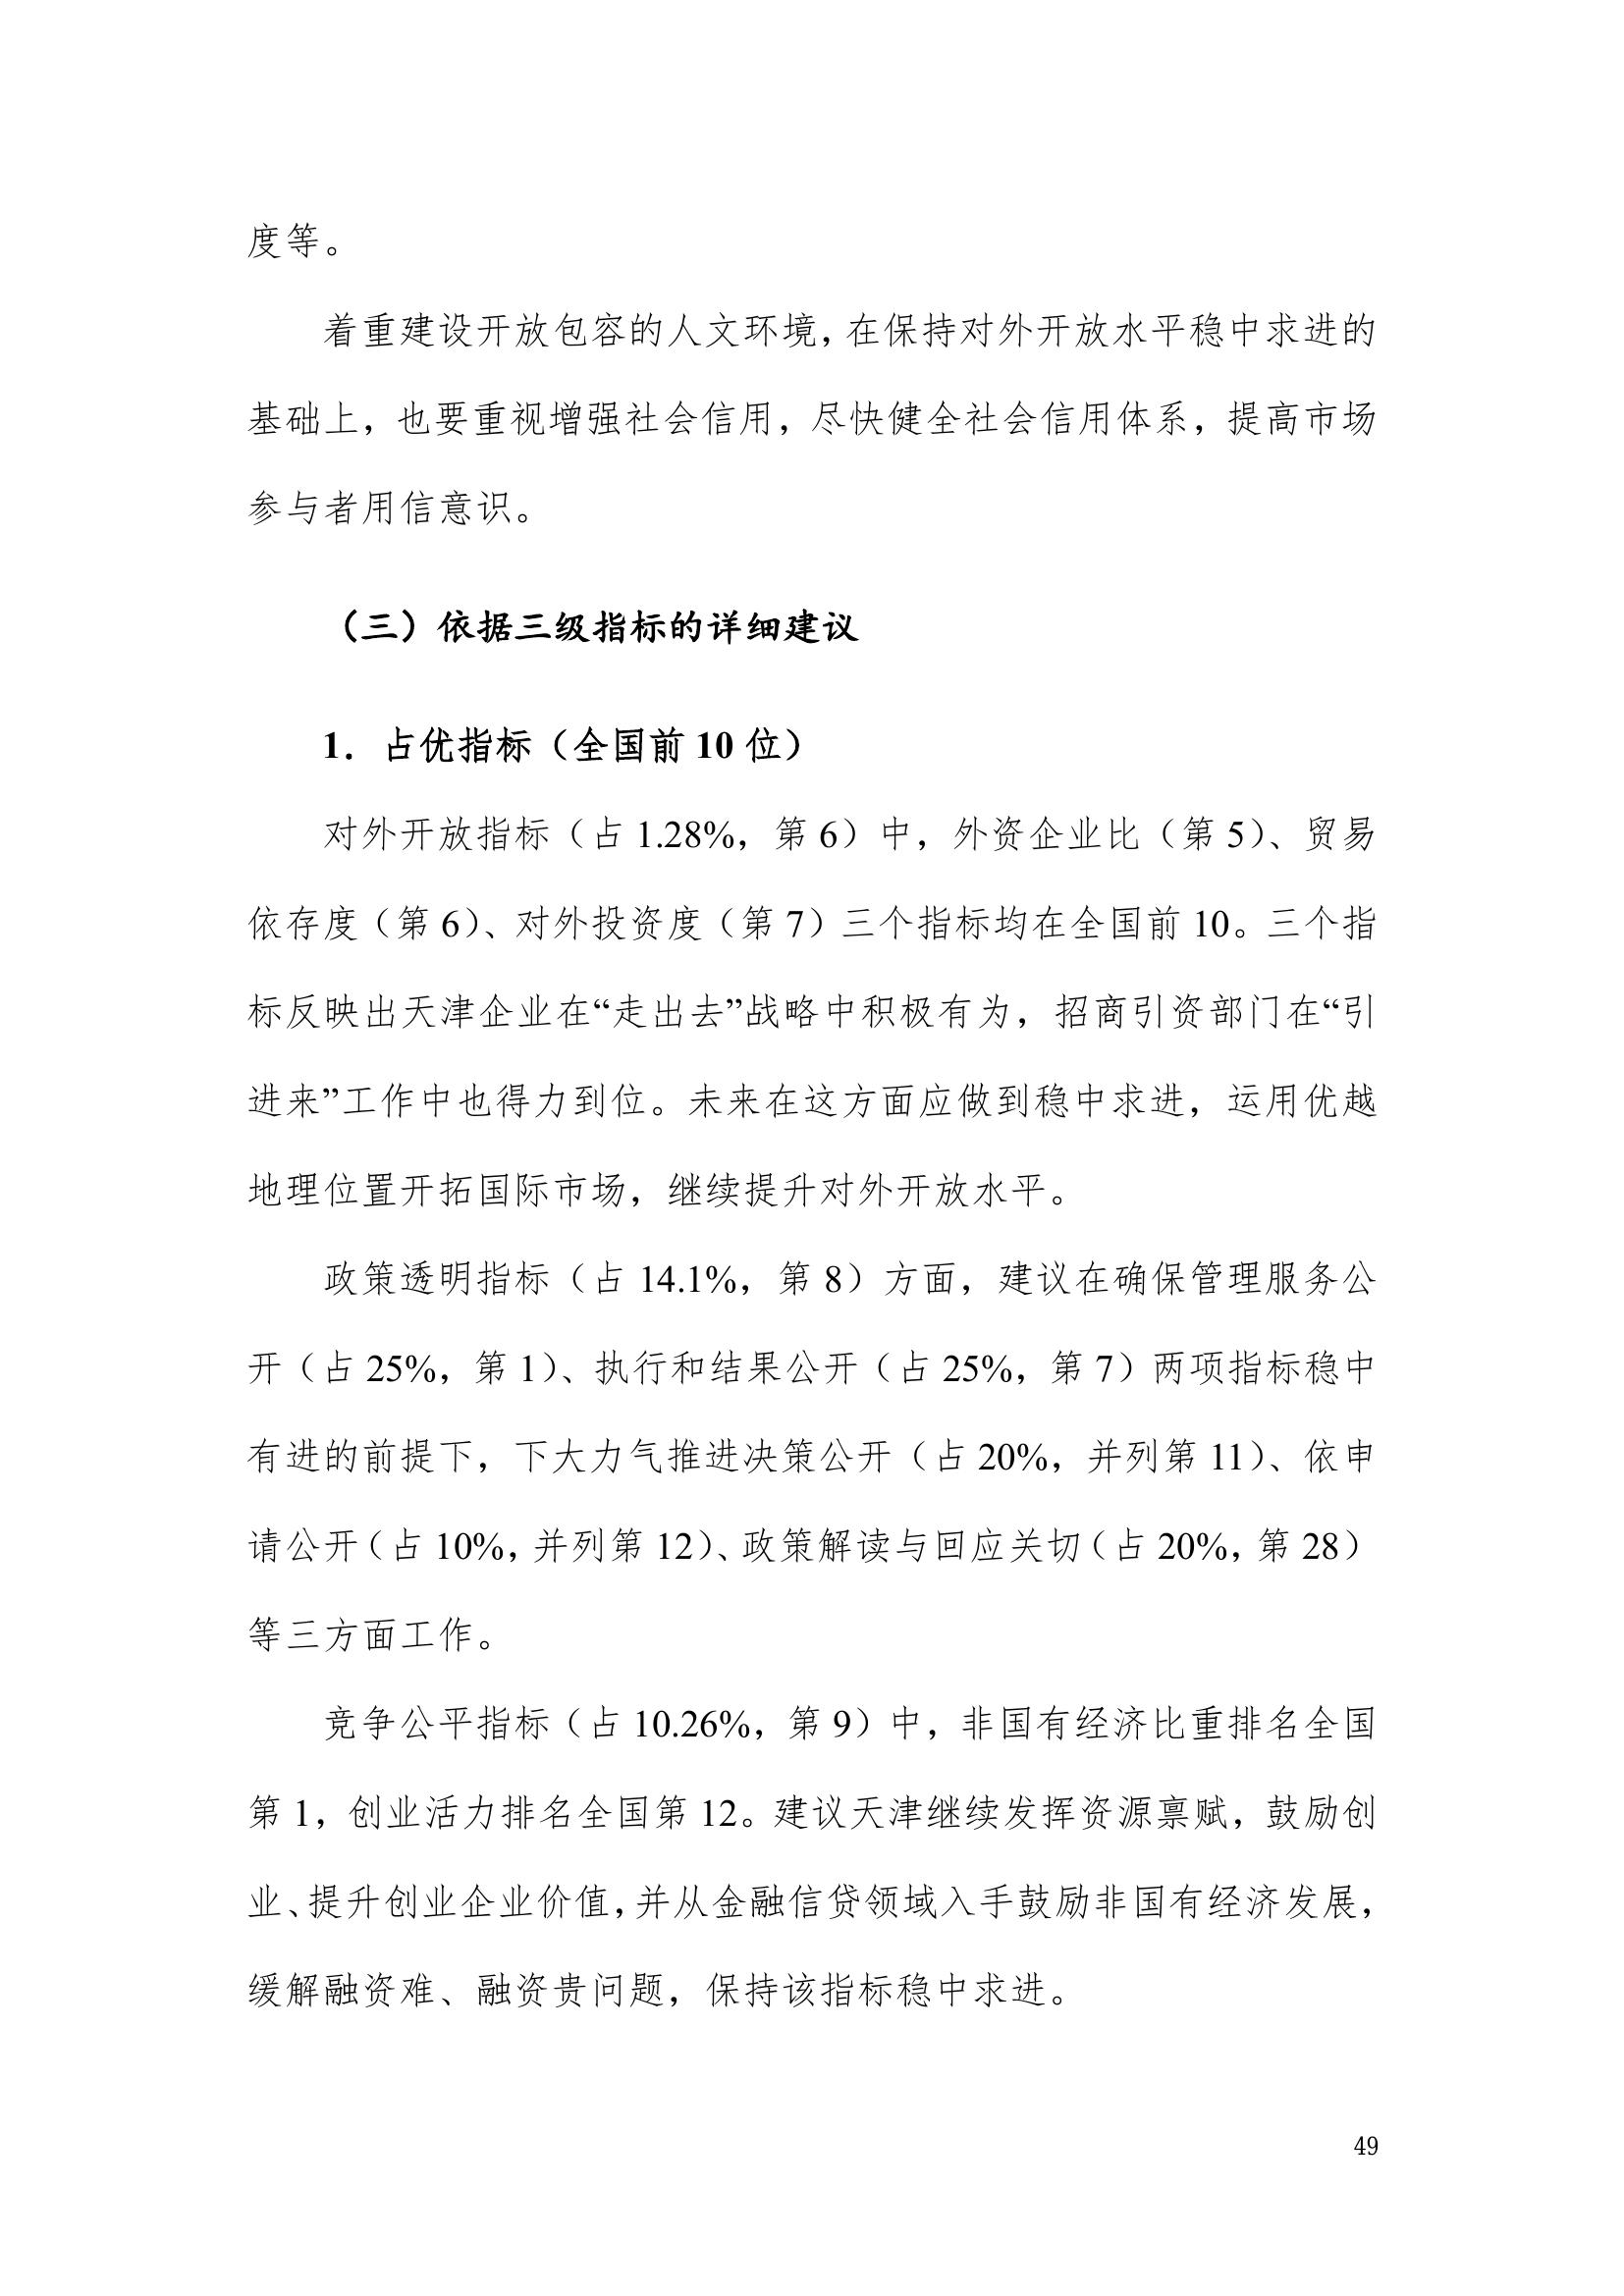 度等。
着重建设开放包容的人文环境，在保持对外开放水平稳中求进的
基础上，也要重视增强社会信用，尽快健全社会信用体系，提高市场
参与者用信意识。
（三）依据三级指标的详细建议
1．占优指标（全国前 10 位）
对外开放指标（占 1.28%，第 6）中，外资企业比（第 5）、贸易
依存度（第 6）、对外投资度（第 7）三个指标均在全国前 10。三个指
标反映出天津企业在“走出去”战略中积极有为，招商引资部门在“引
进来”工作中也得力到位。未来在这方面应做到稳中求进，运用优越
地理位置开拓国际市场，继续提升对外开放水平。
政策透明指标（占 14.1%，第 8）方面，建议在确保管理服务公
开（占 25%，第 1）、执行和结果公开（占 25%，第 7）两项指标稳中
有进的前提下，下大力气推进决策公开（占 20%，并列第 11）、依申
请公开（占 10%，并列第 12）、政策解读与回应关切（占 20%，第 28）
等三方面工作。
竞争公平指标（占 10.26%，第 9）中，非国有经济比重排名全国
第 1，创业活力排名全国第 12。建议天津继续发挥资源禀赋，鼓励创
业、提升创业企业价值，并从金融信贷领域入手鼓励非国有经济发展，
缓解融资难、融资贵问题，保持该指标稳中求进。
49